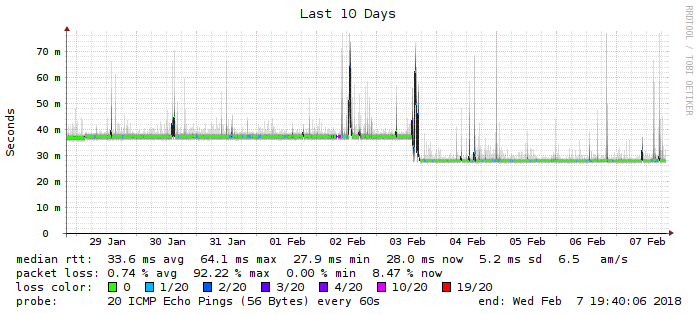 Last 10 Days
RRDTOOL / TOBI OETIKER
Seconds
70 m
60 m
50 m
40 m
30 m
20 m
10 m
0
29 Jan 30 Jan 31 Jan 01 Feb 02 Feb 03 Feb 04 Feb 05 Feb 06 Feb 07 Feb
median rtt: 33.6 ms avg 64.1 ms max 27.9 ms min 28.0 ms now 5.2 ms sd 6.5 am/s
packet loss: 0.74 % avg 92.22 % max 0.00 % min 8.47 % now
loss color: 0 1/20 2/20 3/20 4/20 10/20 19/20
probe: 20 ICMP Echo Pings (56 Bytes) every 60s end: Wed Feb 7 19:40:06 2018